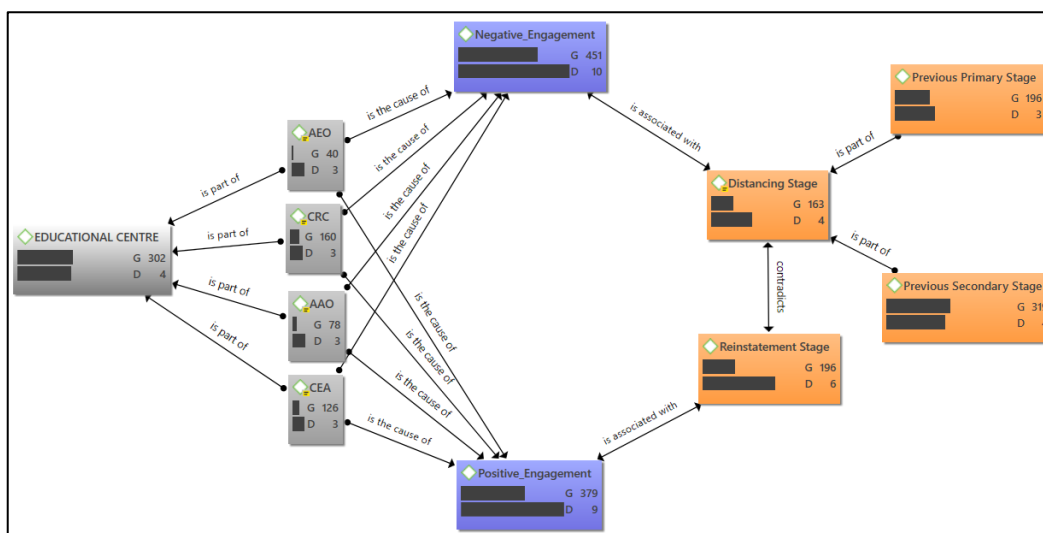 Negative_Engagement
G 451
D 10
AEO
G 40
D 3
CRC
G 160
D 3
AAO
G 78
D 3
CEA
G 126
D 3
EDUCATIONAL CENTRE
G 302
D 4
is part of
is part of
is part of
is part of
is the cause of
is the cause of
is the cause of
is the cause of
is the cause of
is the cause of
is the cause of
is the cause of
Positive_Engagement
G 379
D 9
is associated with
is associated with
Distancing Stage
G 163
D 4
contradicts
Reinstatement Stage
G 196
D 6
Previous Primary Stage
G 196
D 3
is part of
is part of
Previous Secondary Stage
G 319
D